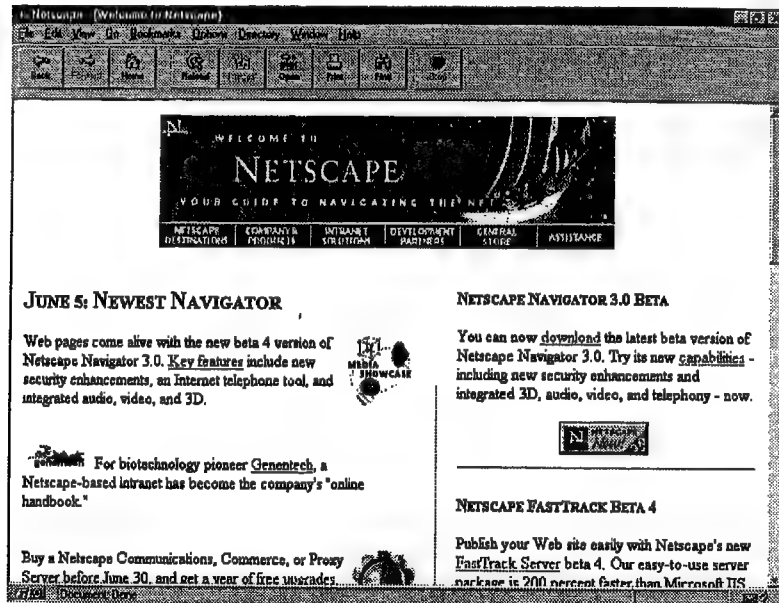 Netscape - [Welcome to Netscape]
File Edit View Go Bookmarks Options Directory Window Help
Back Forward Home Reload Open Print Find Stop
N
WELCOME TO
NETSCAPE
YOUR GUIDE TO NAVIGATING THE NET
NETSCAPE DESTINATIONS COMPANY & PRODUCTS INTRANET SOLUTIONS DEVELOPMENT PARTNERS GENERAL STORE ASSISTANCE
JUNE 5: NEWEST NAVIGATOR
Web pages come alive with the new beta 4 version of
Netscape Navigator 3.0. Key features include new
security enhancements, an Internet telephone tool, and
integrated audio, video, and 3D.
MEDIA
SHOWCASE
Genentech For biotechnology pioneer Genentech, a
Netscape-based intranet has become the company's "online
handbook."
Buy a Netscape Communications, Commerce, or Proxy
Server before June 30, and get a year of free upgrades
NETSCAPE NAVIGATOR 3.0 BETA
You can now download the latest beta version of
Netscape Navigator 3.0. Try its new capabilities -
including new security enhancements and
integrated 3D, audio, video, and telephony - now.
N NETSCAPE
Now!
NETSCAPE FASTTRACK BETA 4
Publish your Web site easily with Netscape's new
FastTrack Server beta 4. Our easy-to-use server
package is 200 percent faster than Microsoft IIS
Document: Done